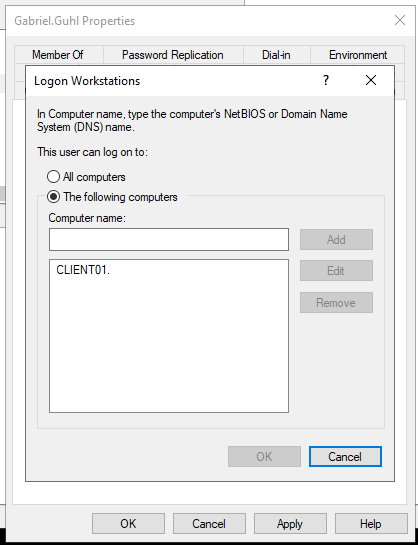 Gabriel.Guhl Properties
Member Of
Password Replication
Dial-in
Environment
Logon Workstations
?
In Computer name, type the computer's NetBIOS or Domain Name
System (DNS) name.
This user can log on to:
All computers
The following computers
Computer name:
Add
CLIENT01.
Edit
Remove
OK
Cancel
OK
Cancel
Apply
Help